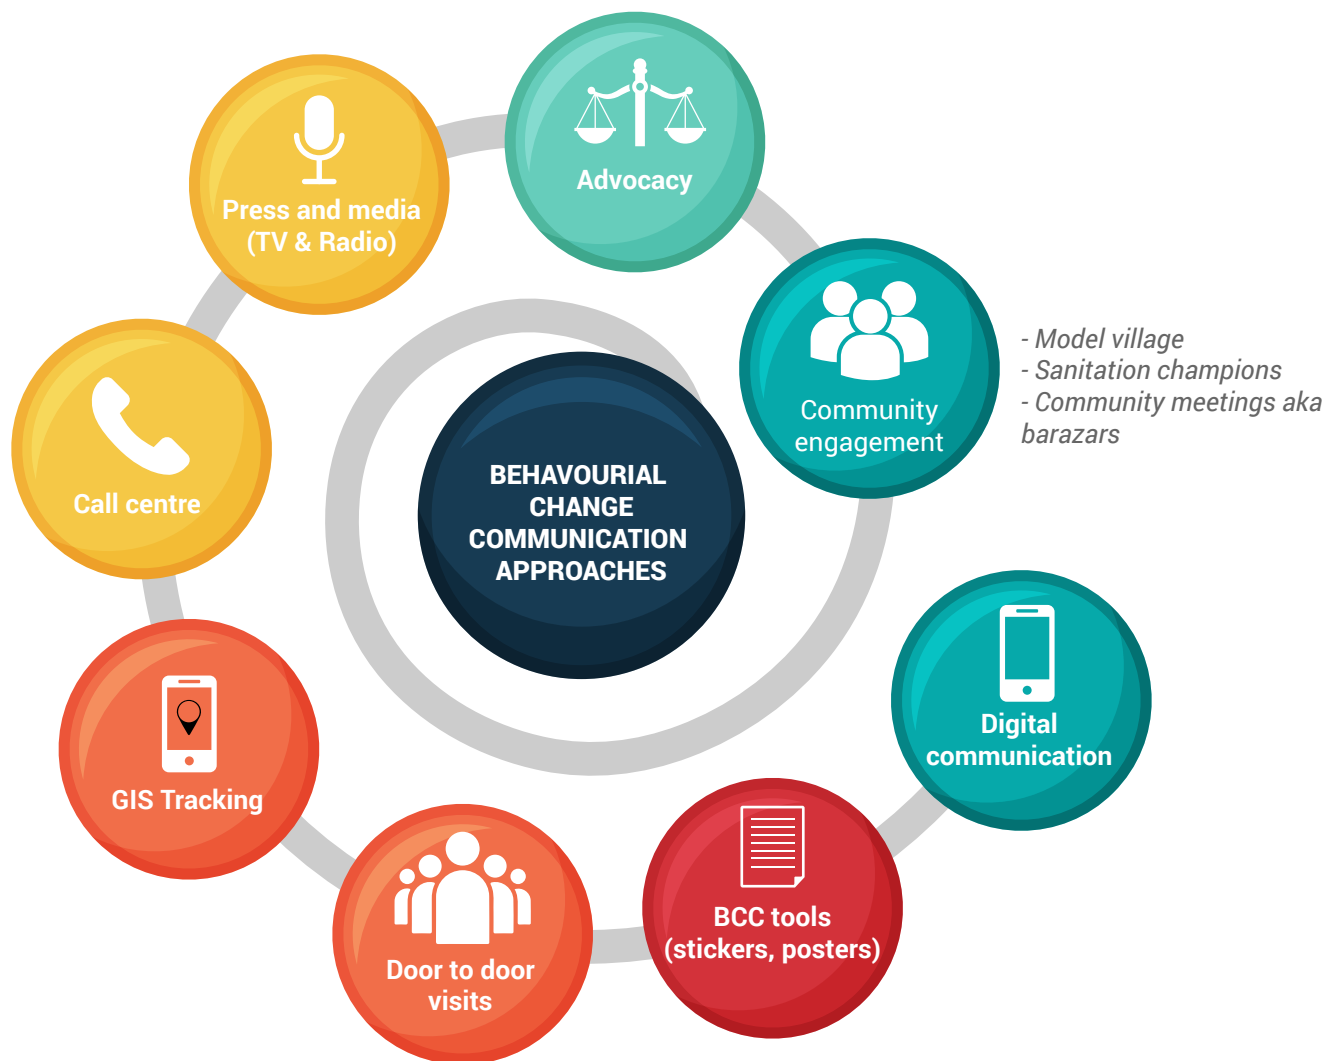 Advocacy
Press and media
(TV & Radio)
Community
engagement
- Model village
- Sanitation champions
- Community meetings aka
barazars
Call centre
BEHAVOURIAL
CHANGE
COMMUNICATION
APPROACHES
Digital
communication
GIS Tracking
BCC tools
(stickers, posters)
Door to door
visits